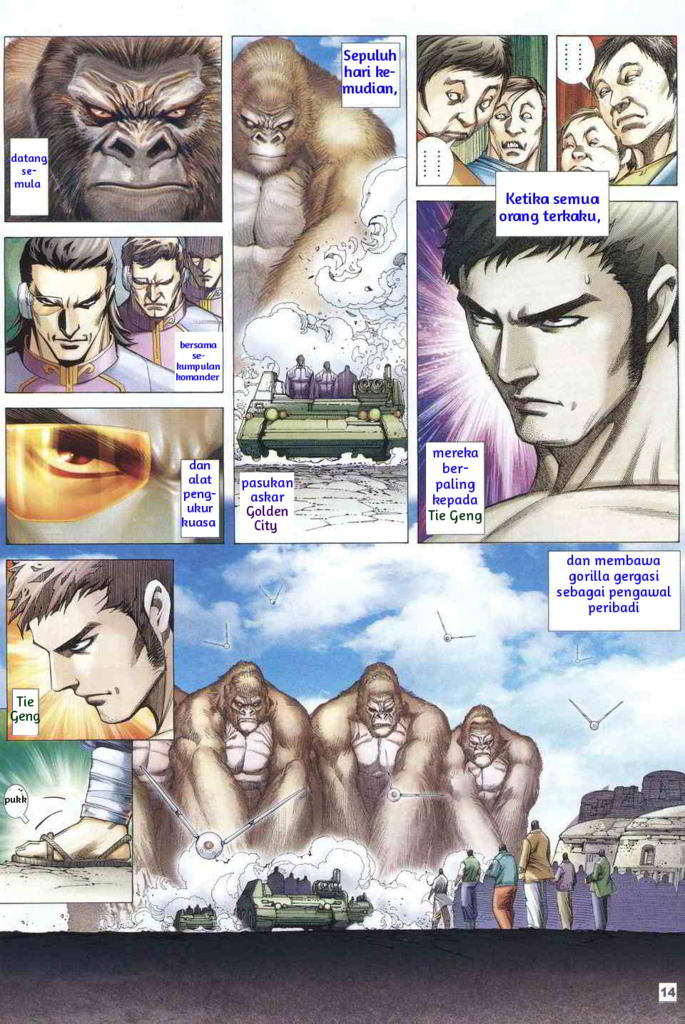 ......
......
Ketika semua
orang terkaku,
mereka
ber-
paling
kepada
Tie Geng
Sepuluh
hari ke-
mudian,
pasukan
askar
Golden
City
datang
se-
mula
bersama
se-
kumpulan
komander
dan
alat
peng-
ukur
kuasa
dan membawa
gorilla gergasi
sebagai pengawal
peribadi
Tie
Geng
pukk
14